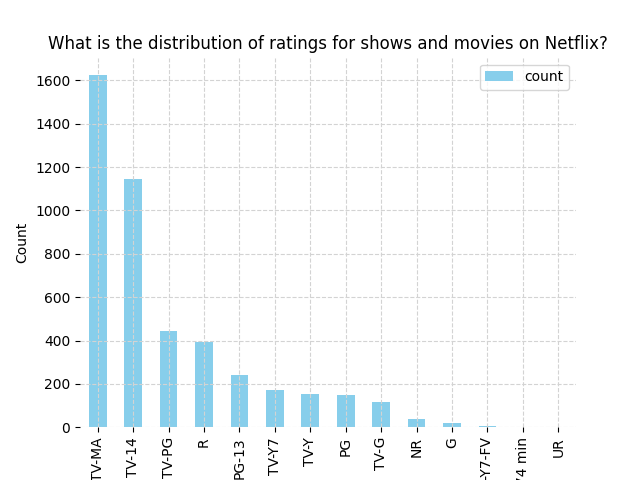 What is the distribution of ratings for shows and movies on Netflix?
count
1600
1400
1200
1000
800
600
400
200
0
Count
TV-MA
TV-14
TV-PG
R
PG-13
TV-Y7
TV-Y
PG
TV-G
NR
G
-Y7-FV
4 min
UR